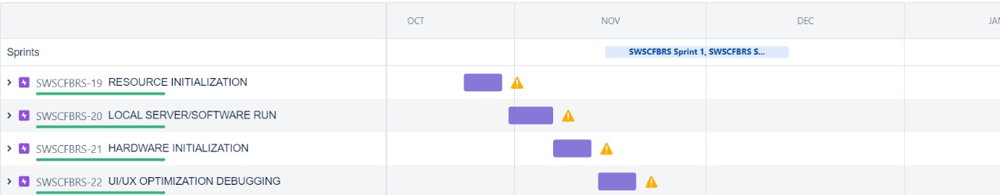 OCT NOV DEC JAN
Sprints SWSCFBRS Sprint 1, SWSCFBRS S...
SWSCFBRS-19 RESOURCE INITIALIZATION
SWSCFBRS-20 LOCAL SERVER/SOFTWARE RUN
SWSCFBRS-21 HARDWARE INITIALIZATION
SWSCFBRS-22 UI/UX OPTIMIZATION DEBUGGING